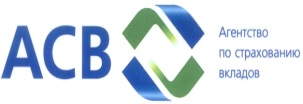 АСВ
Агентство
по страхованию
вкладов